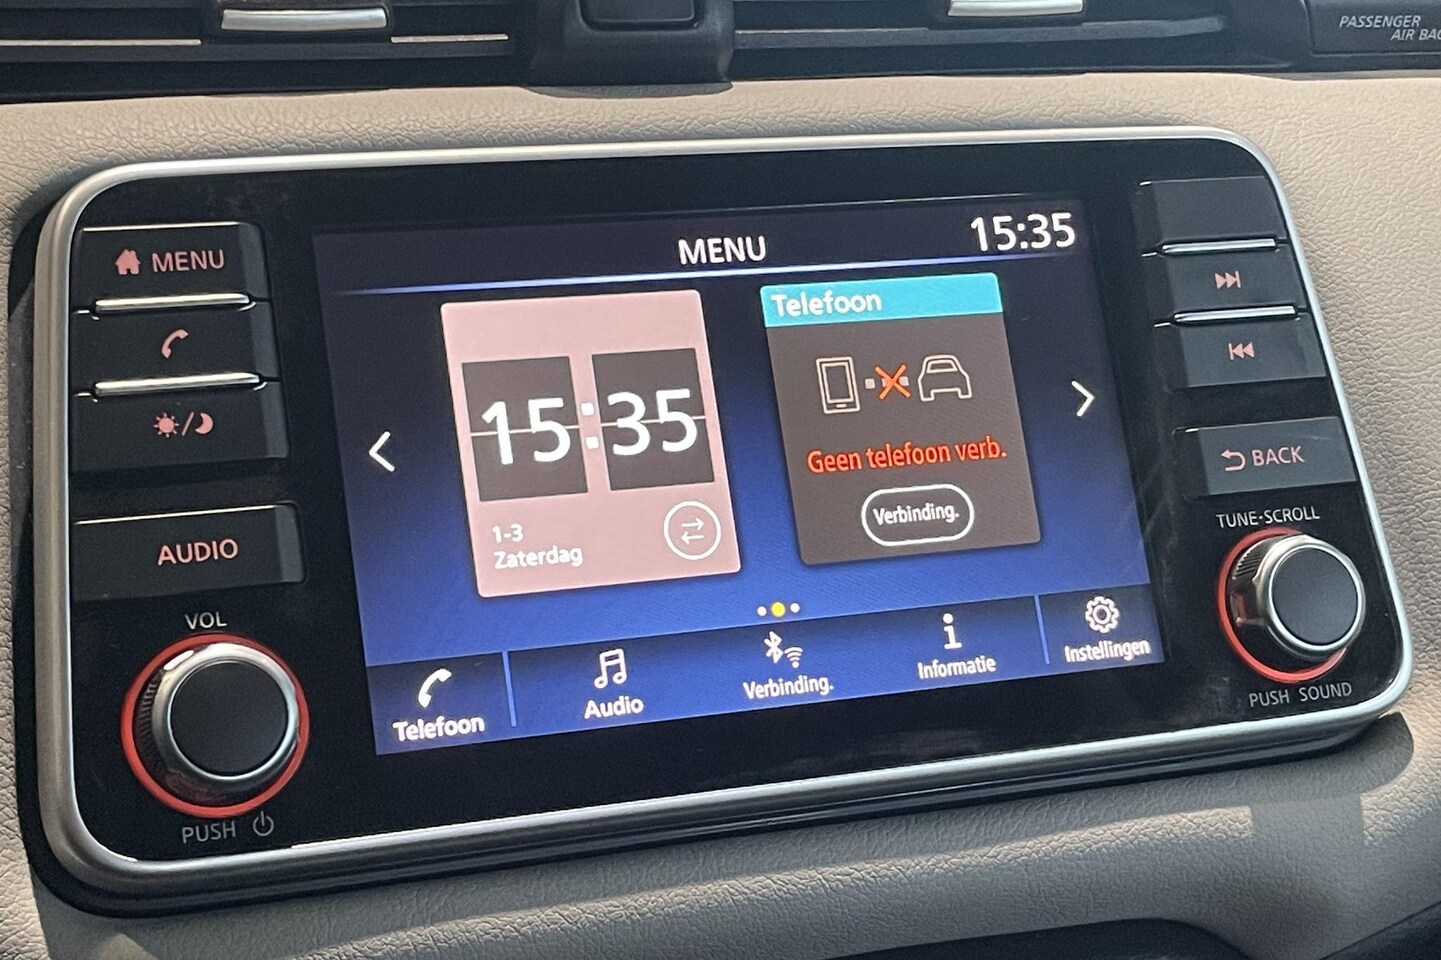 PASSENGER
AIR BAG
MENU
15:35
MENU
Telefoon
15:35
Geen telefoon verb.
Verbinding.
1-3
Zaterdag
AUDIO
BACK
TUNE·SCROLL
VOL
Telefoon
Audio
Verbinding.
Informatie
Instellingen
PUSH
PUSH SOUND